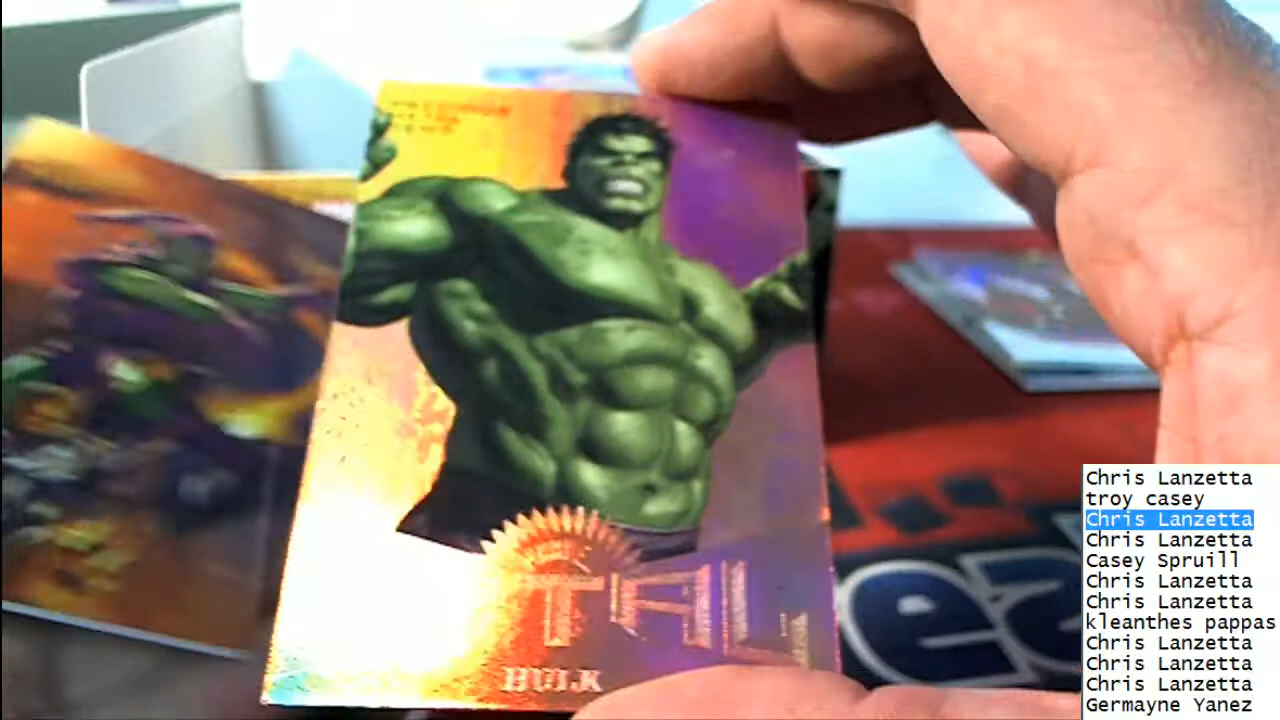 TAL
HULK
Chris Lanzetta
troy casey
Chris Lanzetta
Chris Lanzetta
Casey Spruill
Chris Lanzetta
Chris Lanzetta
kleanthes pappas
Chris Lanzetta
Chris Lanzetta
Chris Lanzetta
Germayne Yanez